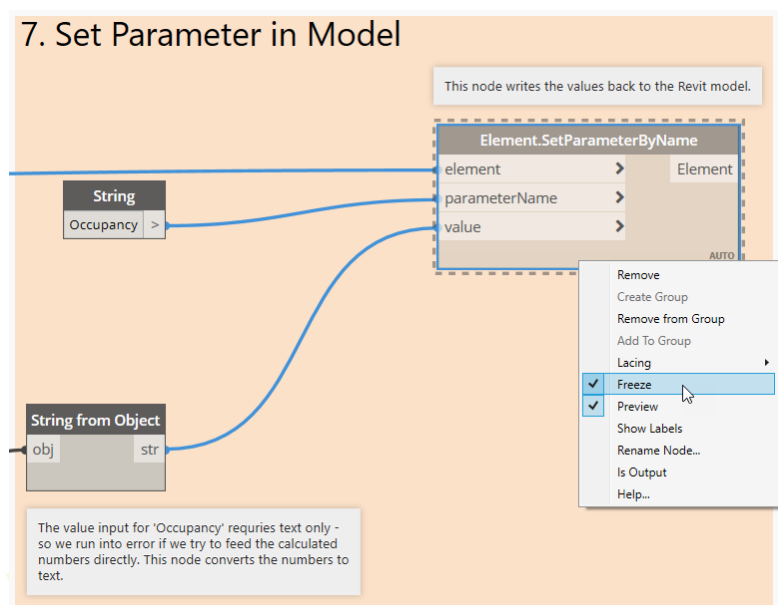 7. Set Parameter in Model
This node writes the values back to the Revit model.
Element.SetParameterByName
element > Element
parameterName >
value >
AUTO
String
Occupancy >
Remove
Create Group
Remove from Group
Add To Group
Lacing
Freeze
Preview
Show Labels
Rename Node...
Is Output
Help...
String from Object
obj str
The value input for 'Occupancy' requries text only -
so we run into error if we try to feed the calculated
numbers directly. This node converts the numbers to
text.